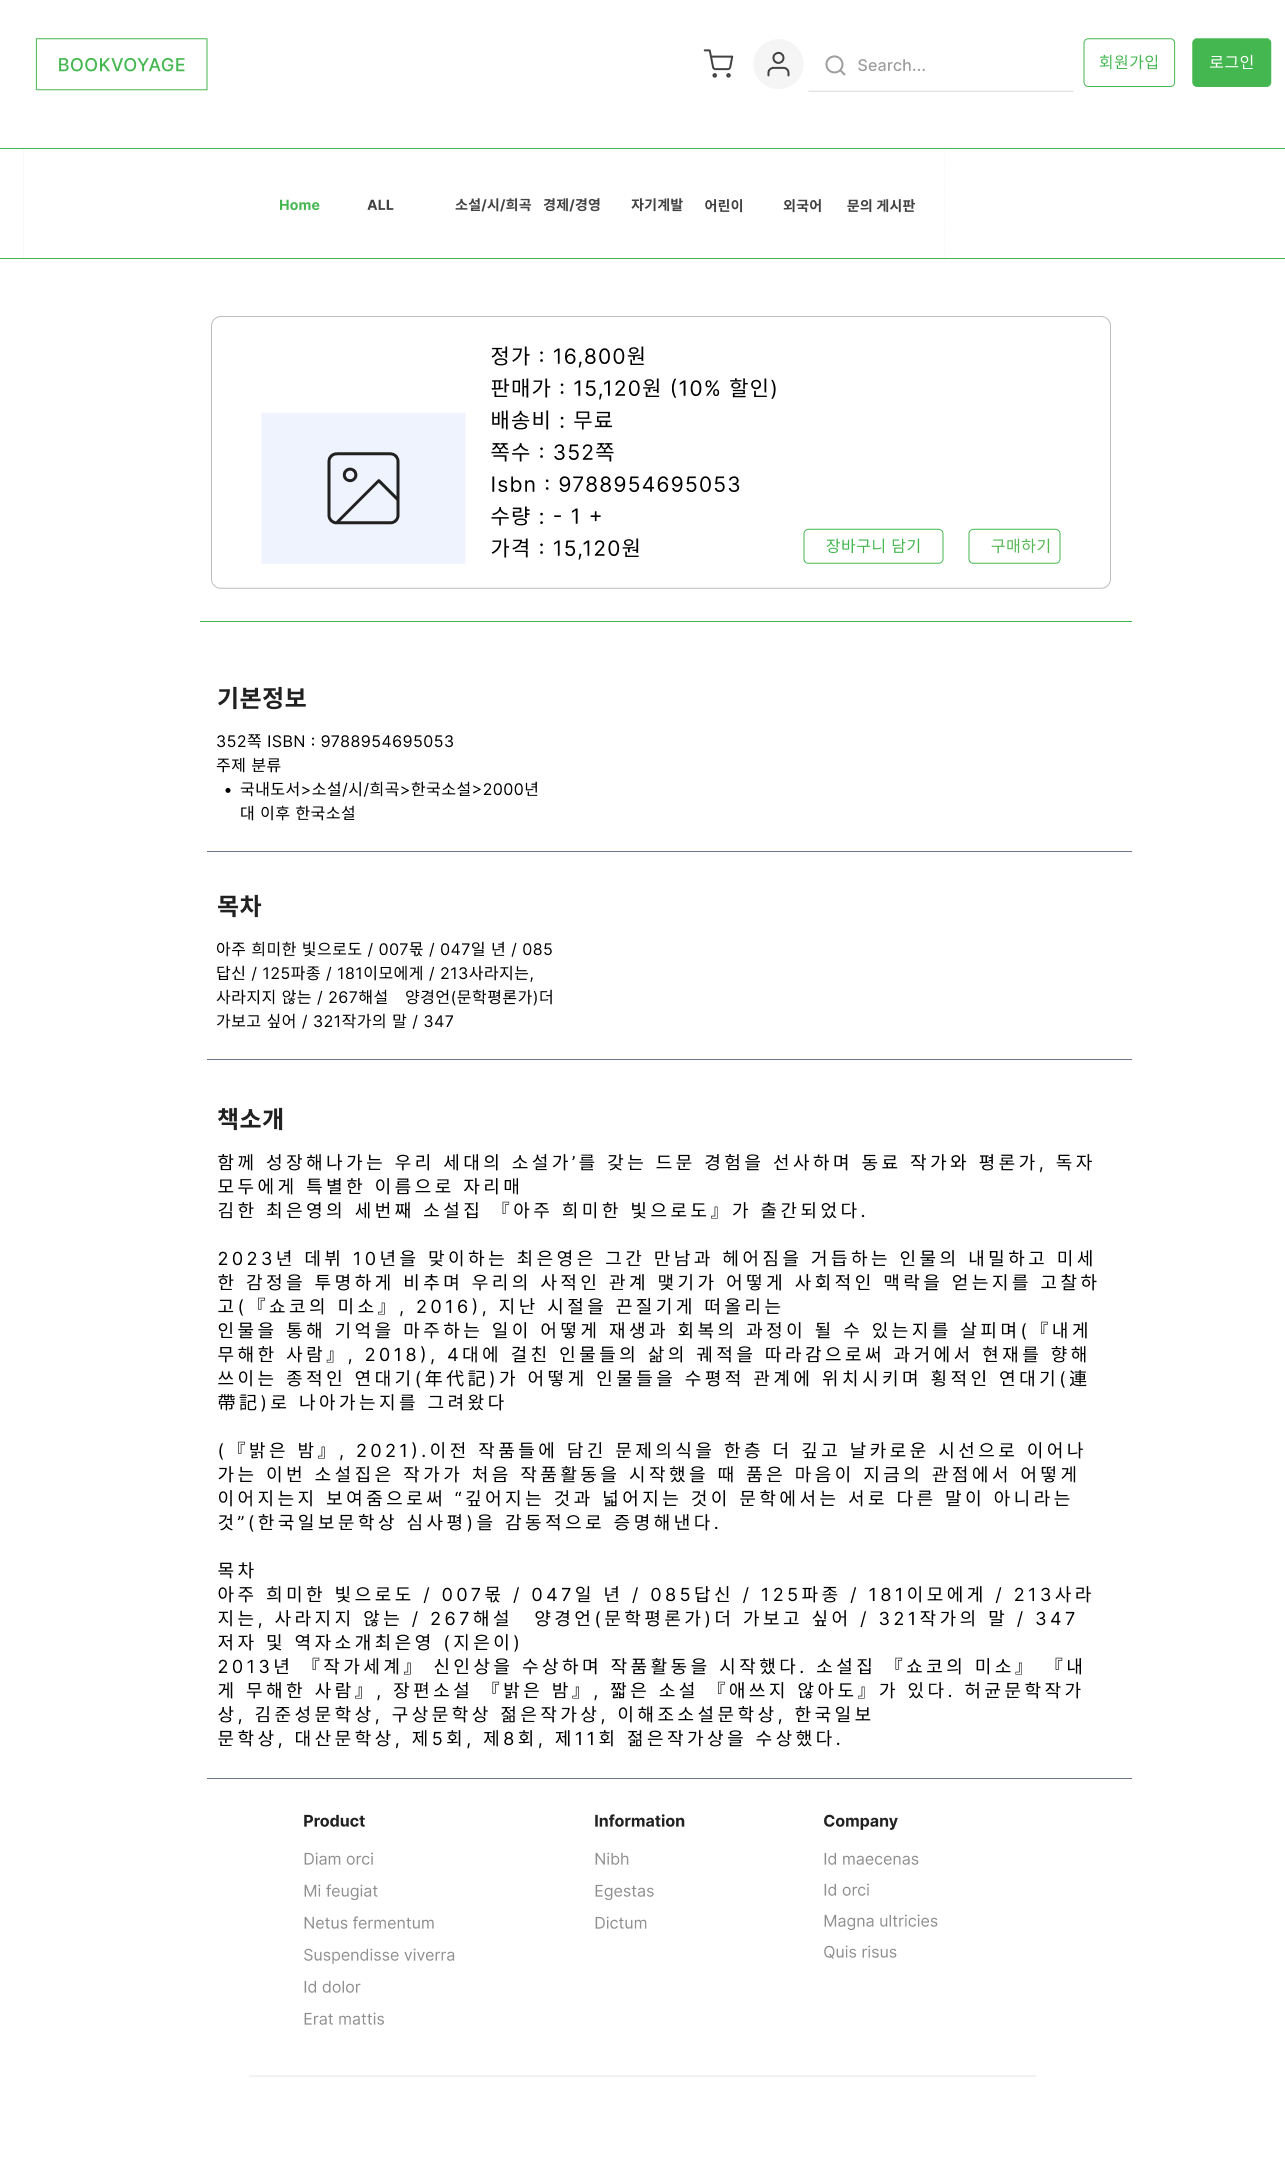 BOOKVOYAGE
Search...
회원가입
로그인
Home
ALL
소설/시/희곡
경제/경영
자기계발
어린이
외국어
문의 게시판
정가 : 16,800원
판매가 : 15,120원 (10% 할인)
배송비 : 무료
쪽수 : 352쪽
Isbn : 9788954695053
수량 : - 1 +
가격 : 15,120원
장바구니 담기
구매하기
기본정보
352쪽 ISBN : 9788954695053
주제 분류
• 국내도서>소설/시/희곡>한국소설>2000년
대 이후 한국소설
목차
아주 희미한 빛으로도 / 007몫 / 047일 년 / 085
답신 / 125파종 / 181이모에게 / 213사라지는,
사라지지 않는 / 267해설　양경언(문학평론가)더
가보고 싶어 / 321작가의 말 / 347
책소개
함께 성장해나가는 우리 세대의 소설가’를 갖는 드문 경험을 선사하며 동료 작가와 평론가, 독자
모두에게 특별한 이름으로 자리매
김한 최은영의 세번째 소설집 『아주 희미한 빛으로도』가 출간되었다.
2023년 데뷔 10년을 맞이하는 최은영은 그간 만남과 헤어짐을 거듭하는 인물의 내밀하고 미세
한 감정을 투명하게 비추며 우리의 사적인 관계 맺기가 어떻게 사회적인 맥락을 얻는지를 고찰하
고(『쇼코의 미소』, 2016), 지난 시절을 끈질기게 떠올리는
인물을 통해 기억을 마주하는 일이 어떻게 재생과 회복의 과정이 될 수 있는지를 살피며(『내게
무해한 사람』, 2018), 4대에 걸친 인물들의 삶의 궤적을 따라감으로써 과거에서 현재를 향해
쓰이는 종적인 연대기(年代記)가 어떻게 인물들을 수평적 관계에 위치시키며 횡적인 연대기(連
帶記)로 나아가는지를 그려왔다
(『밝은 밤』, 2021).이전 작품들에 담긴 문제의식을 한층 더 깊고 날카로운 시선으로 이어나
가는 이번 소설집은 작가가 처음 작품활동을 시작했을 때 품은 마음이 지금의 관점에서 어떻게
이어지는지 보여줌으로써 “깊어지는 것과 넓어지는 것이 문학에서는 서로 다른 말이 아니라는
것”(한국일보문학상 심사평)을 감동적으로 증명해낸다.
목차
아주 희미한 빛으로도 / 007몫 / 047일 년 / 085답신 / 125파종 / 181이모에게 / 213사라
지는, 사라지지 않는 / 267해설　양경언(문학평론가)더 가보고 싶어 / 321작가의 말 / 347
저자 및 역자소개최은영 (지은이)
2013년 『작가세계』 신인상을 수상하며 작품활동을 시작했다. 소설집 『쇼코의 미소』 『내
게 무해한 사람』, 장편소설 『밝은 밤』, 짧은 소설 『애쓰지 않아도』가 있다. 허균문학작가
상, 김준성문학상, 구상문학상 젊은작가상, 이해조소설문학상, 한국일보
문학상, 대산문학상, 제5회, 제8회, 제11회 젊은작가상을 수상했다.
Product
Diam orci
Mi feugiat
Netus fermentum
Suspendisse viverra
Id dolor
Erat mattis
Information
Nibh
Egestas
Dictum
Company
Id maecenas
Id orci
Magna ultricies
Quis risus